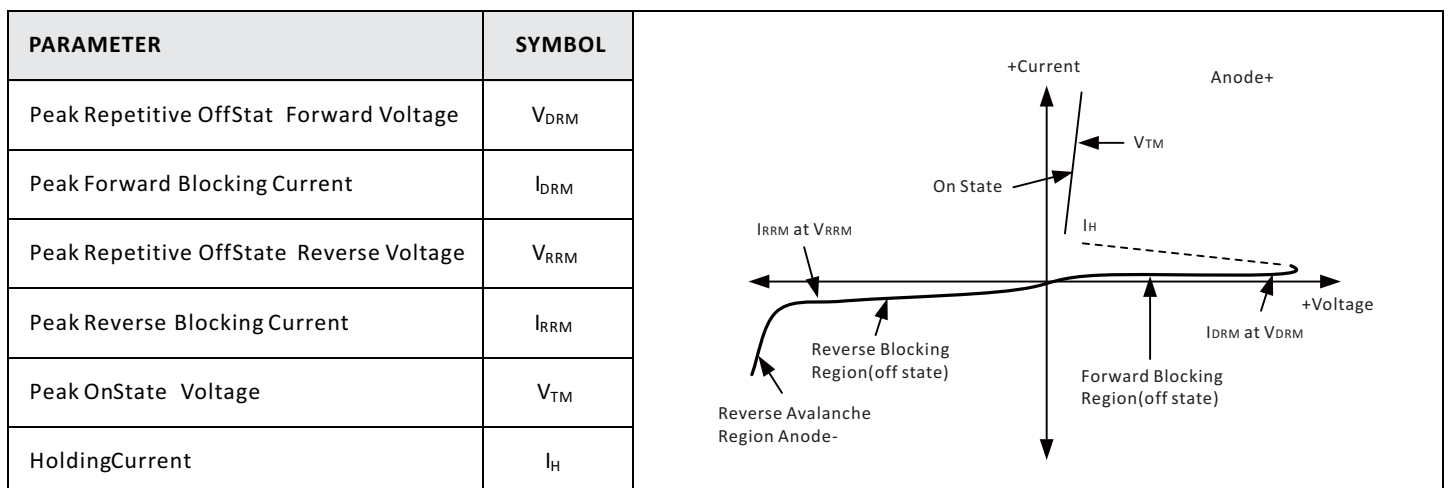 PARAMETER SYMBOL
Peak Repetitive OffStat Forward Voltage VDRM
Peak Forward Blocking Current IDRM
Peak Repetitive OffState Reverse Voltage VRRM
Peak Reverse Blocking Current IRRM
Peak OnState Voltage VTM
HoldingCurrent IH
+Current
Anode+
VTM
On State
IH
IRRM at VRRM
+Voltage
IDRM at VDRM
Reverse Blocking
Region(off state)
Forward Blocking
Region(off state)
Reverse Avalanche
Region Anode-